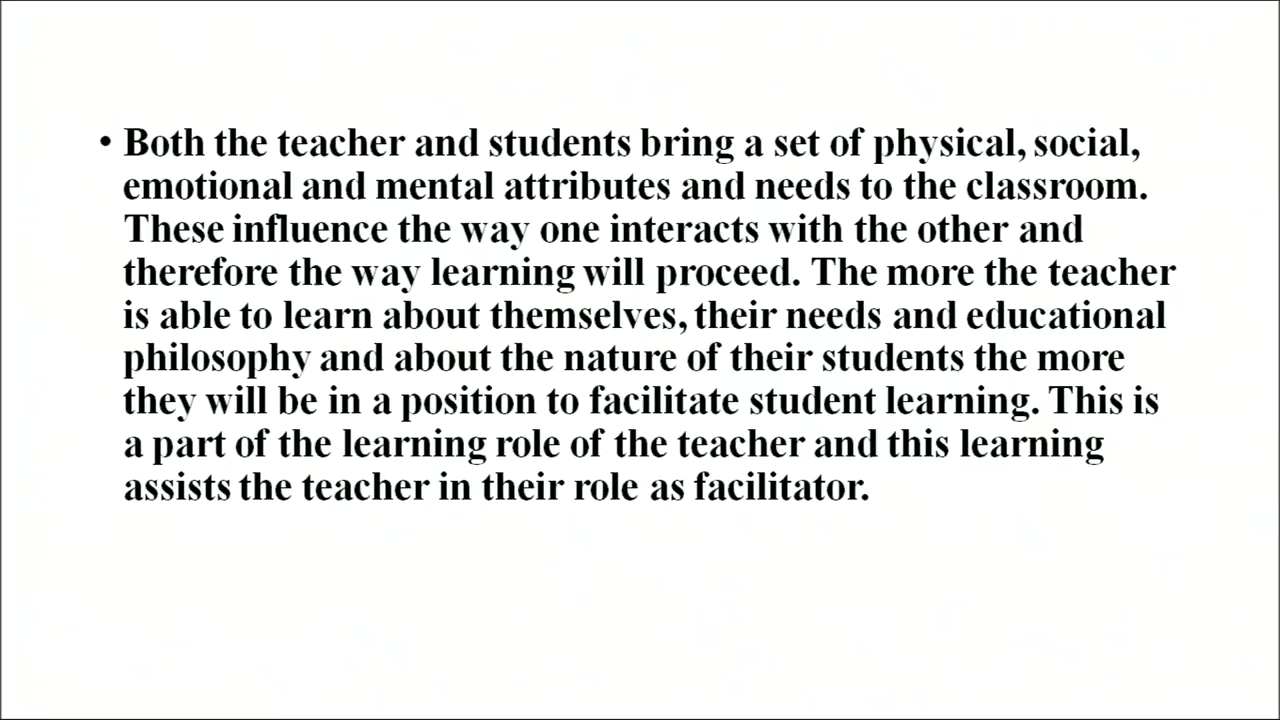 • Both the teacher and students bring a set of physical, social,
emotional and mental attributes and needs to the classroom.
These influence the way one interacts with the other and
therefore the way learning will proceed. The more the teacher
is able to learn about themselves, their needs and educational
philosophy and about the nature of their students the more
they will be in a position to facilitate student learning. This is
a part of the learning role of the teacher and this learning
assists the teacher in their role as facilitator.